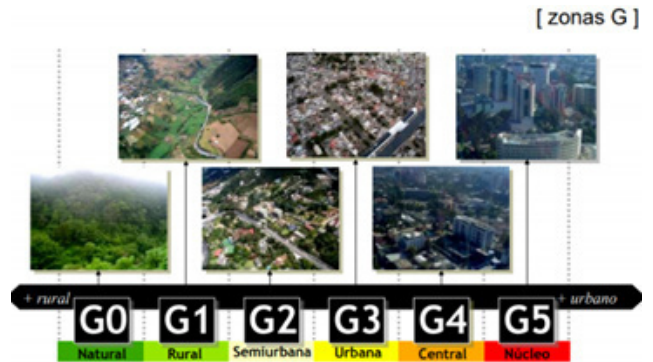 [ zonas G ]
+ rural
+ urbano
G0 G1 G2 G3 G4 G5
Natural Rural Semiurbana Urbana Central Núcleo